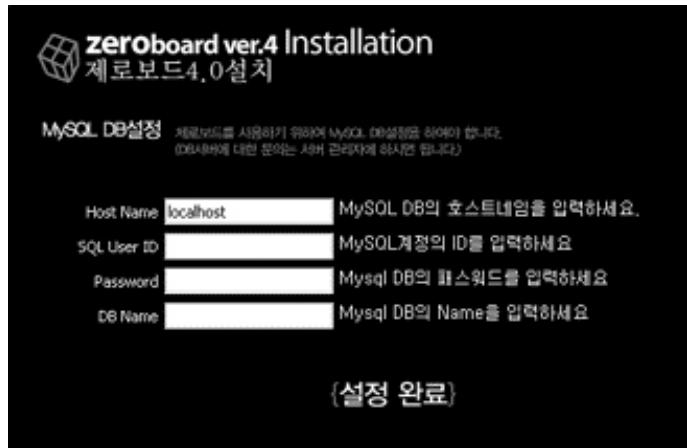 zeroboard ver.4 Installation
제로보드4.0설치
MySQL DB설정
제로보드를 사용하기 위하여 MySQL DB설정을 하여야 합니다.
(DB서버에 대한 문의는 서버 관리자에 하시면 됩니다.)
Host Name localhost MySQL DB의 호스트네임을 입력하세요.
SQL User ID MySQL계정의 ID를 입력하세요
Password Mysql DB의 패스워드를 입력하세요
DB Name Mysql DB의 Name을 입력하세요
{설정 완료}